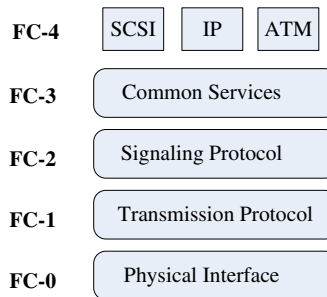 FC-4 SCSI IP ATM
FC-3 Common Services
FC-2 Signaling Protocol
FC-1 Transmission Protocol
FC-0 Physical Interface